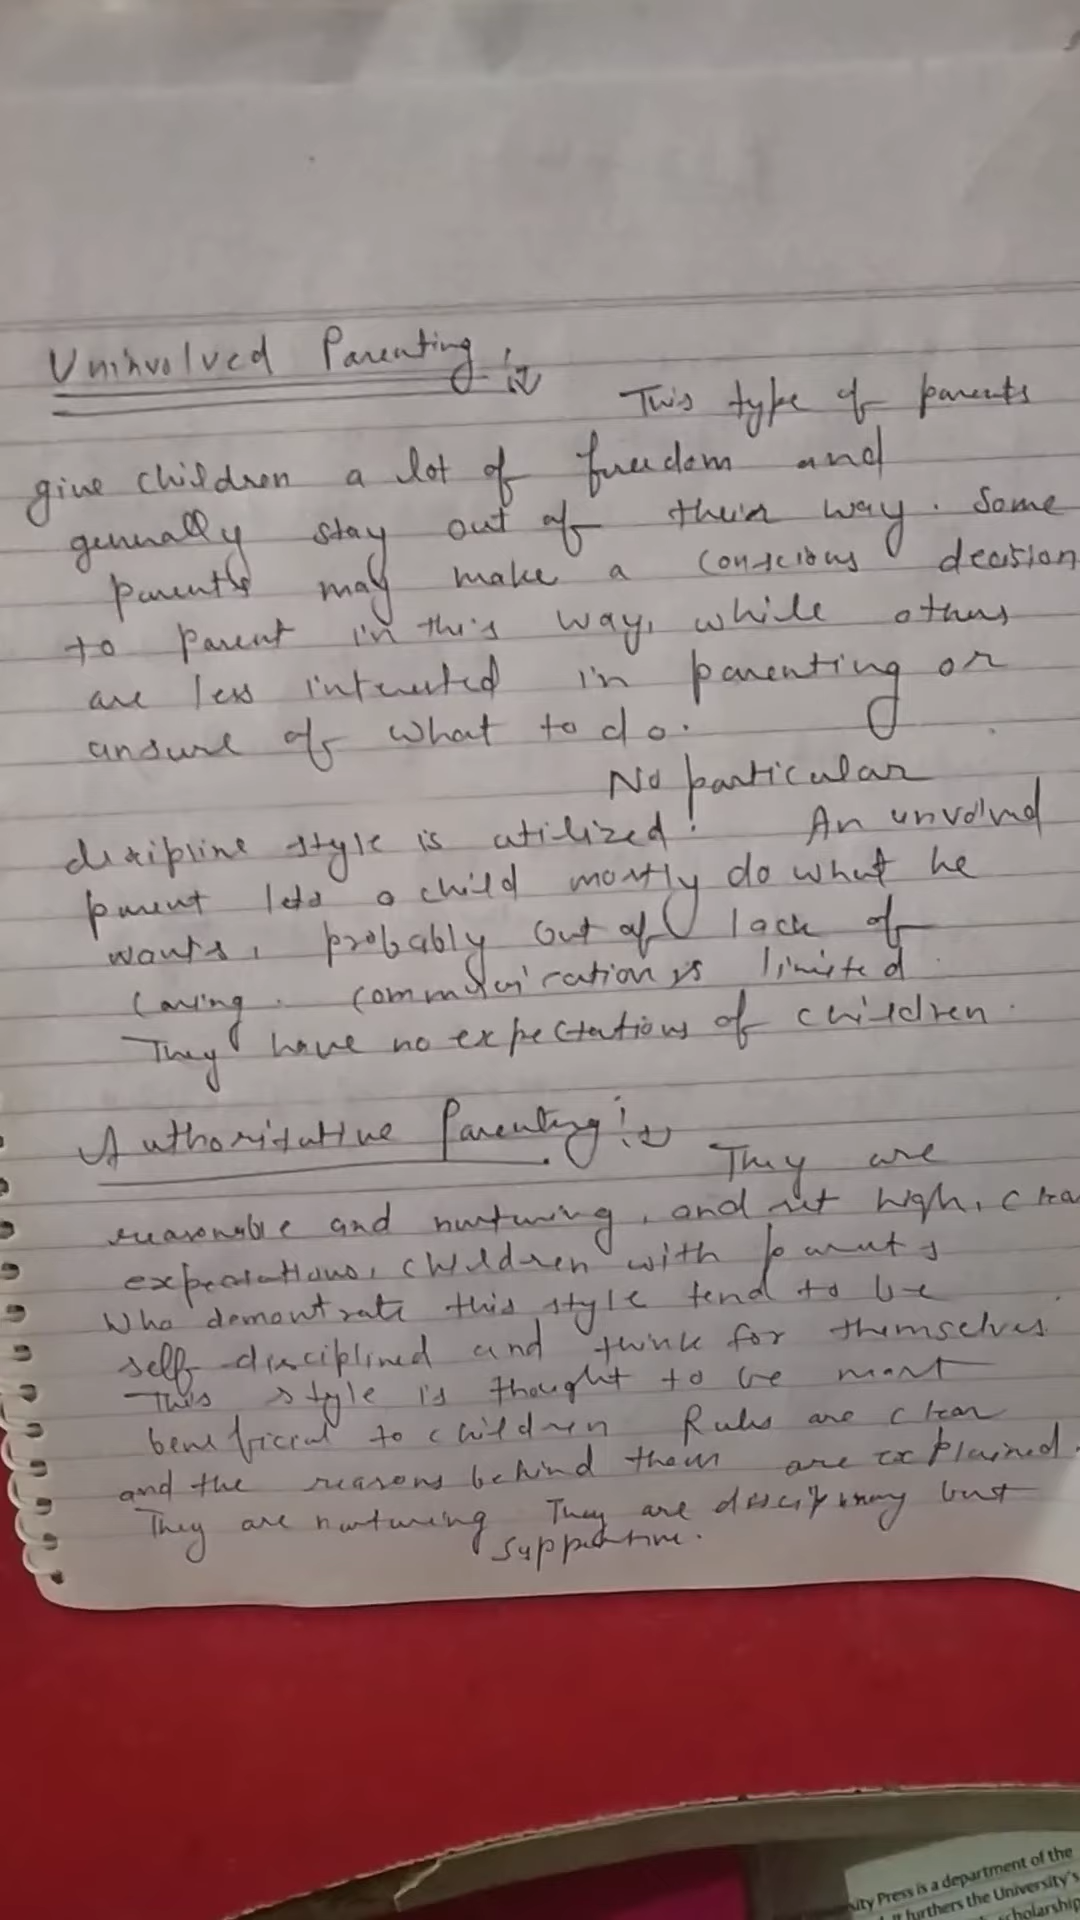 Uninvolved Parenting :
This type of parents
give children a lot of freedom and
generally stay out of their way. Some
parents may make a conscious decision
to parent in this way, while others
are less interested in parenting or
ansure of what to do.
No particular
discipline style is utilized! An unvolved
parent lets a child mostly do what he
wants, probably out of lack of
caring. communication is limited.
They have no expectations of children.
Authoritative Parenting :
They are
reasonable and nurturing, and set high, clear
expectations, children with parents
Who demontrate this style tend to be
self-disciplined and think for themselves
This style is thought to be most
beneficial to children Rules are clear
and the reasons behind them are explained.
They are nurturing They are but
supportive.
ity Press is a department of the
it furthers the University's
scholarship